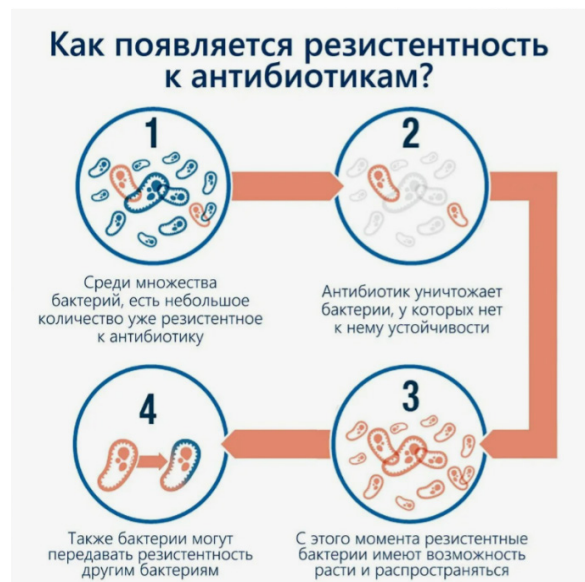 Как появляется резистентность
к антибиотикам?
1
Среди множества
бактерий, есть небольшое
количество уже резистентное
к антибиотику
2
Антибиотик уничтожает
бактерии, у которых нет
к нему устойчивости
3
С этого момента резистентные
бактерии имеют возможность
расти и распространяться
4
Также бактерии могут
передавать резистентность
другим бактериям